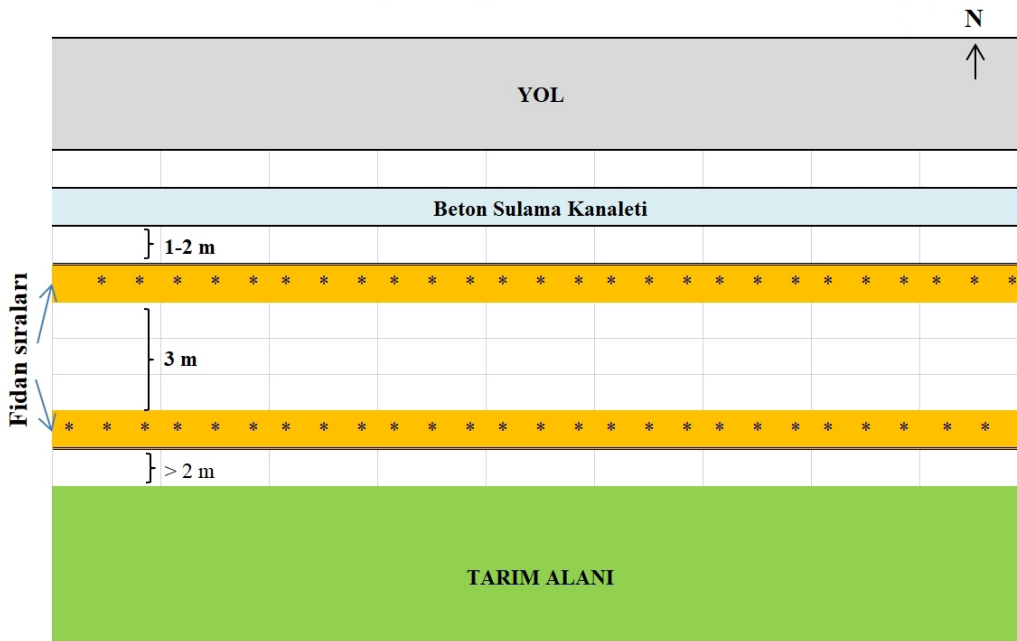 N
YOL
Beton Sulama Kanaleti
1-2 m
* * * * * * * * * * * * * * * * * * * * * * * * * *
Fidan sıraları
3 m
* * * * * * * * * * * * * * * * * * * * * * * * * *
> 2 m
TARIM ALANI